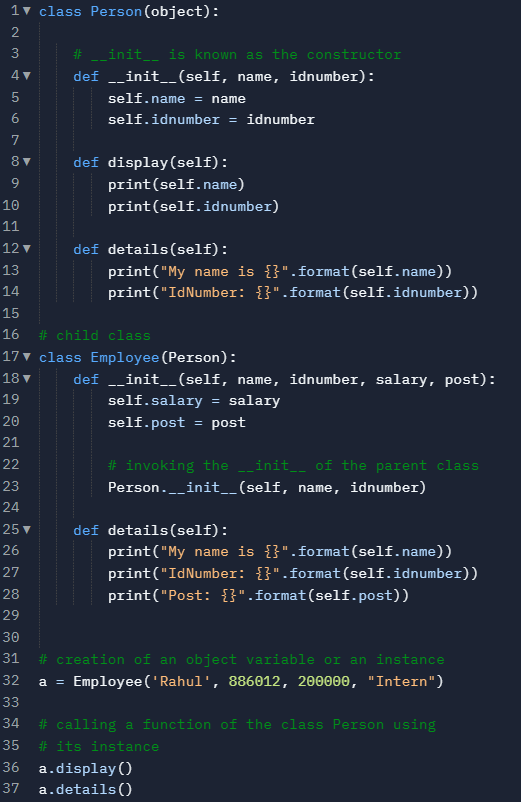 1 class Person(object):
2
3     # __init__ is known as the constructor
4     def __init__(self, name, idnumber):
5         self.name = name
6         self.idnumber = idnumber
7
8     def display(self):
9         print(self.name)
10         print(self.idnumber)
11
12     def details(self):
13         print("My name is {}".format(self.name))
14         print("IdNumber: {}".format(self.idnumber))
15
16 # child class
17 class Employee(Person):
18     def __init__(self, name, idnumber, salary, post):
19         self.salary = salary
20         self.post = post
21
22         # invoking the __init__ of the parent class
23         Person.__init__(self, name, idnumber)
24
25     def details(self):
26         print("My name is {}".format(self.name))
27         print("IdNumber: {}".format(self.idnumber))
28         print("Post: {}".format(self.post))
29
30
31 # creation of an object variable or an instance
32 a = Employee('Rahul', 886012, 200000, "Intern")
33
34 # calling a function of the class Person using
35 # its instance
36 a.display()
37 a.details()